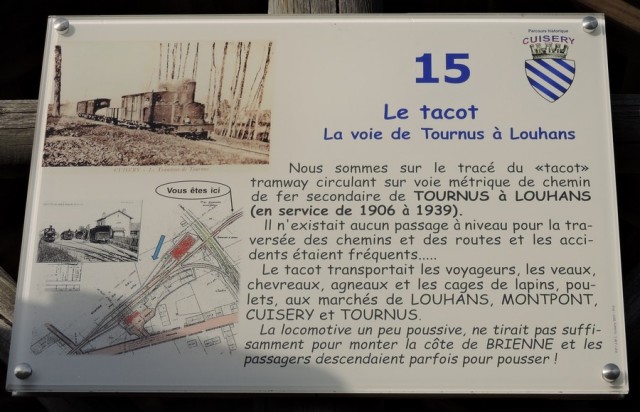 Parcours historique
CUISERY
15
Le tacot
La voie de Tournus à Louhans
Nous sommes sur le tracé du «tacot»
tramway circulant sur voie métrique de chemin
de fer secondaire de TOURNUS à LOUHANS
(en service de 1906 à 1939).
Il n'existait aucun passage à niveau pour la tra-
versée des chemins et des routes et les acci-
dents étaient fréquents.....
Le tacot transportait les voyageurs, les veaux,
chevreaux, agneaux et les cages de lapins, pou-
lets, aux marchés de LOUHANS, MONTPONT,
CUISERY et TOURNUS.
La locomotive un peu poussive, ne tirait pas suffi-
samment pour monter la côte de BRIENNE et les
passagers descendaient parfois pour pousser !
CUISERY - Le Tramway de Tournus
Vous êtes ici